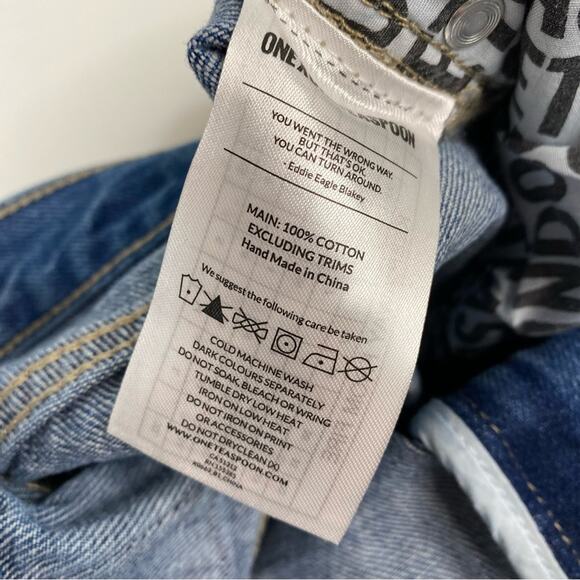 ONEX
TEASPOON
YOU WENT THE WRONG WAY.
BUT THAT'S OK.
YOU CAN TURN AROUND.
- Eddie Eagle Blakey
MAIN: 100% COTTON
EXCLUDING TRIMS
Hand Made in China
We suggest the following care be taken
COLD MACHINE WASH
DARK COLOURS SEPARATELY
DO NOT SOAK, BLEACH OR WRING
TUMBLE DRY LOW HEAT
IRON ON LOW HEAT
DO NOT IRON ON PRINT
OR ACCESSORIES
DO NOT DRYCLEAN (X)
WWW.ONETEASPOON.COM